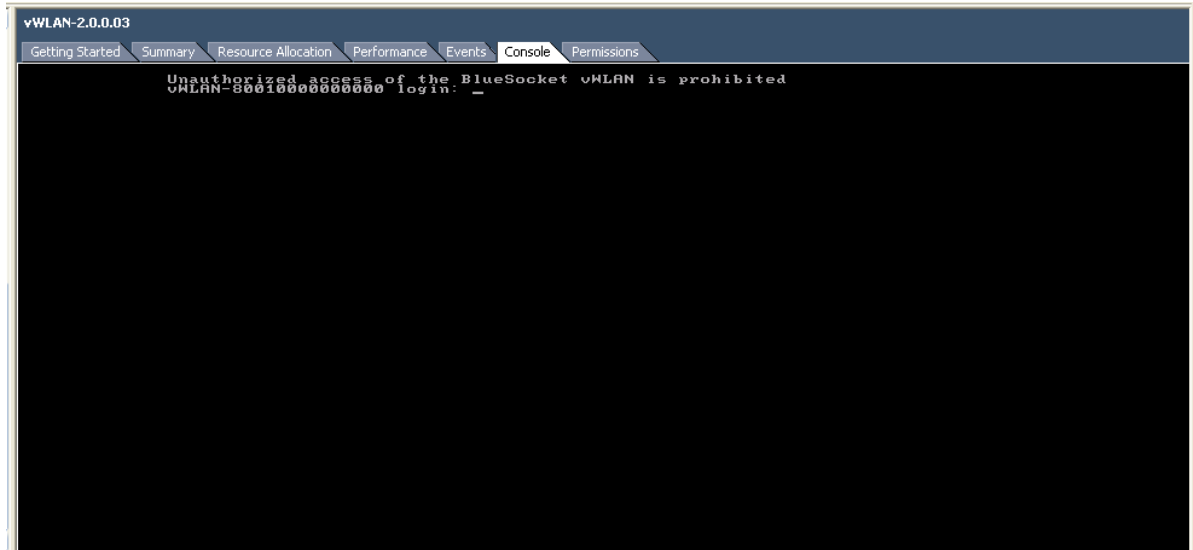 vWLAN-2.0.0.03
Getting Started Summary Resource Allocation Performance Events Console Permissions
Unauthorized access of the BlueSocket vWLAN is prohibited
vWLAN-80010000000000 login: _